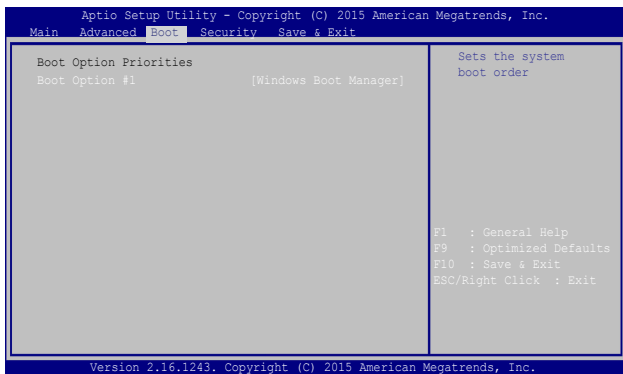 Aptio Setup Utility - Copyright (C) 2015 American Megatrends, Inc.
Main Advanced Boot Security Save & Exit
Boot Option Priorities
Boot Option #1 [Windows Boot Manager]
Sets the system
boot order
F1 : General Help
F9 : Optimized Defaults
F10 : Save & Exit
ESC/Right Click : Exit
Version 2.16.1243. Copyright (C) 2015 American Megatrends, Inc.